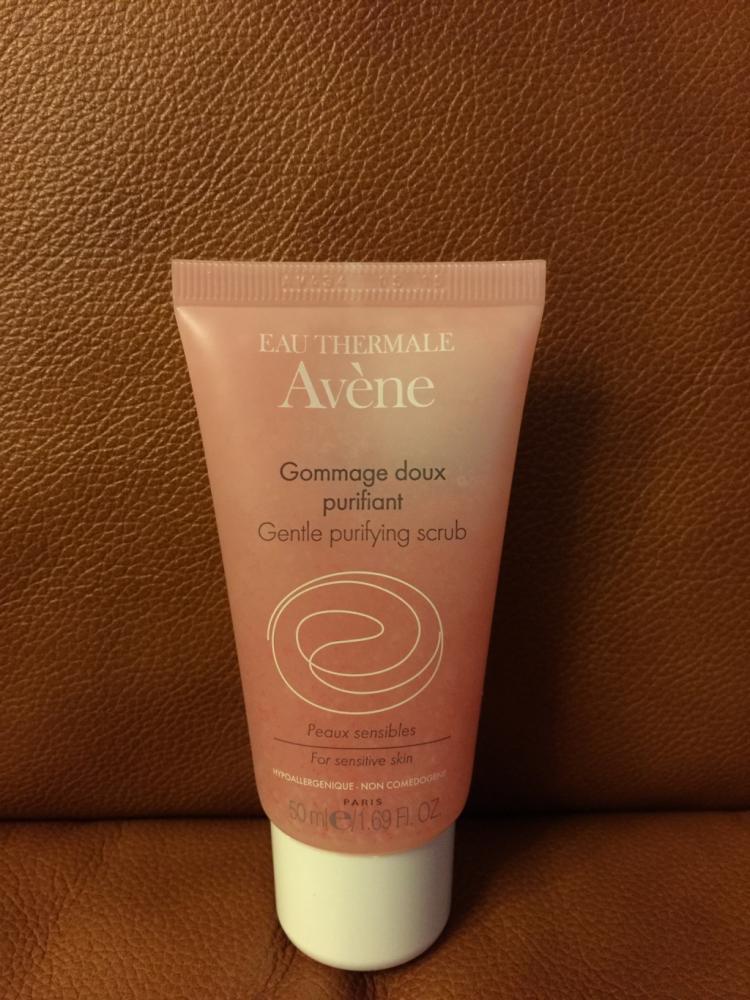 EAU THERMALE
Avène
Gommage doux
purifiant
Gentle purifying scrub
Peaux sensibles
For sensitive skin
HYPOALLERGENIQUE - NON COMEDOGENE
PARIS
50 ml e/1.69 Fl. OZ.